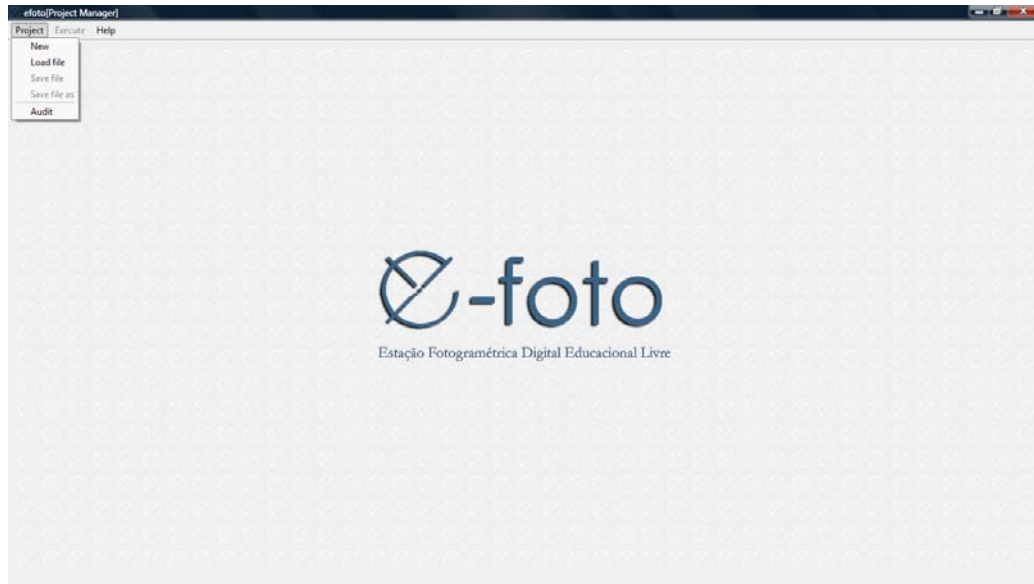 efoto[Project Manager]
Project Execute Help
New
Load file
Save file
Save file as
Audit
e-foto
Estação Fotogramétrica Digital Educacional Livre